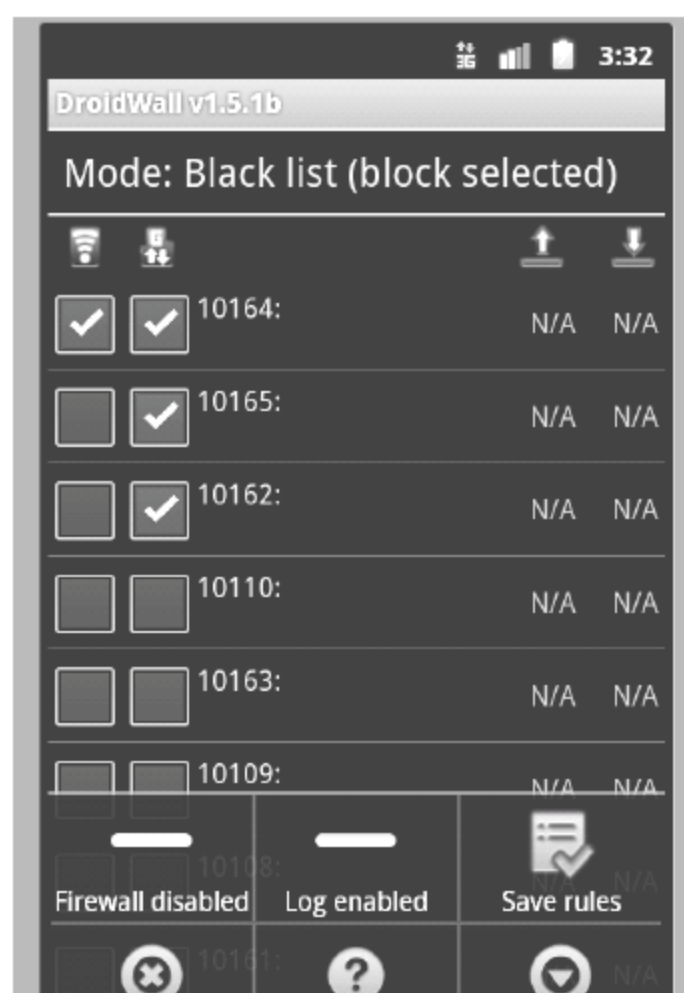 3G 3:32
DroidWall v1.5.1b
Mode: Black list (block selected)
10164: N/A N/A
10165: N/A N/A
10162: N/A N/A
10110: N/A N/A
10163: N/A N/A
10109: N/A N/A
10108: N/A N/A
Firewall disabled Log enabled Save rules
10161: N/A